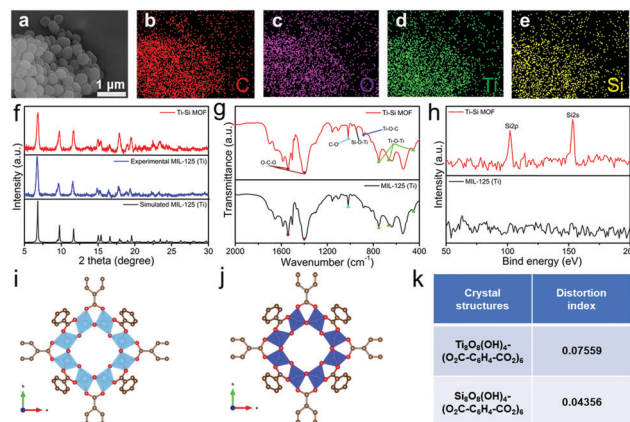 a
b
c
d
e
1 μm
C
O
Ti
Si
f
Ti-Si MOF
Experimental MIL-125 (Ti)
Simulated MIL-125 (Ti)
Intensity (a.u.)
5 10 15 20 25 30
2 theta (degree)
g
Ti-Si MOF
Ti-O-C
C-O
Si-O-Ti
Ti-O-Ti
O-C-O
MIL-125 (Ti)
Transmittance (a.u.)
2000 1600 1200 800 400
Wavenumber (cm⁻¹)
h
Ti-Si MOF
Si2p
Si2s
MIL-125 (Ti)
Intensity (a.u.)
50 100 150 200
Bind energy (eV)
i
j
k
Crystal structures
Distortion index
Ti₈O₈(OH)₄-
(O₂C-C₆H₄-CO₂)₆
0.07559
Si₈O₈(OH)₄-
(O₂C-C₆H₄-CO₂)₆
0.04356